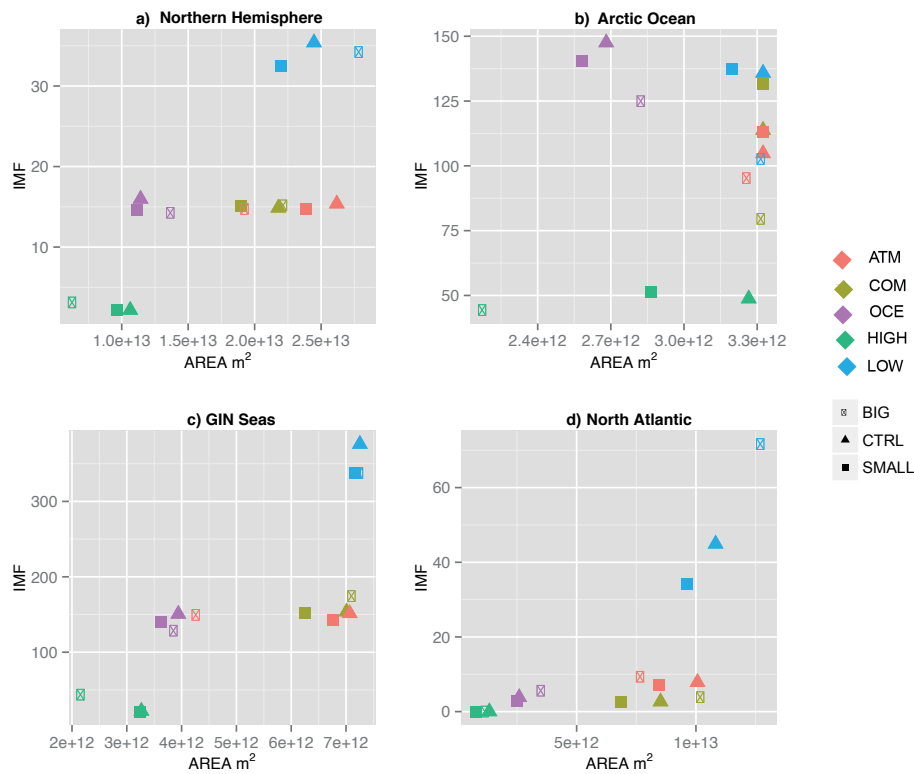 a) Northern Hemisphere
IMF
30
20
10
1.0e+13 1.5e+13 2.0e+13 2.5e+13
AREA m²
b) Arctic Ocean
IMF
150
125
100
75
50
2.4e+12 2.7e+12 3.0e+12 3.3e+12
AREA m²
c) GIN Seas
IMF
300
200
100
2e+12 3e+12 4e+12 5e+12 6e+12 7e+12
AREA m²
d) North Atlantic
IMF
60
40
20
0
5e+12 1e+13
AREA m²
ATM
COM
OCE
HIGH
LOW
BIG
CTRL
SMALL